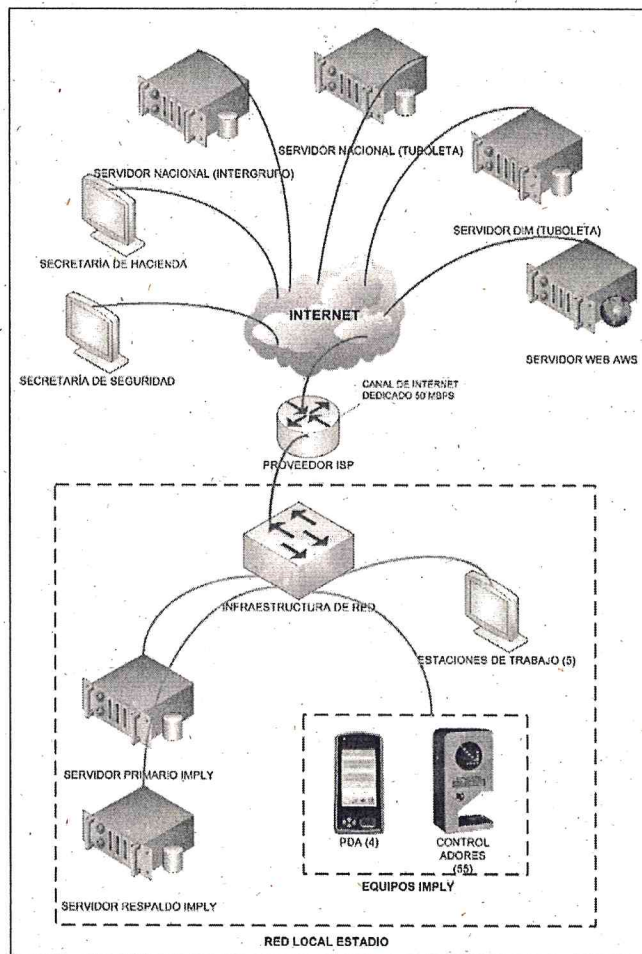 SERVIDOR NACIONAL (TUBOLETA)
SERVIDOR NACIONAL (INTERGRUPO)
SERVIDOR DIM (TUBOLETA)
SECRETARÍA DE HACIENDA
INTERNET
SERVIDOR WEB AWS
SECRETARÍA DE SEGURIDAD
CANAL DE INTERNET
DEDICADO 50 MBPS
PROVEEDOR ISP
INFRAESTRUCTURA DE RED
ESTACIONES DE TRABAJO (5)
SERVIDOR PRIMARIO IMPLY
PDA (4)
CONTROL
ADORES
(55)
EQUIPOS IMPLY
SERVIDOR RESPALDO IMPLY
RED LOCAL ESTADIO